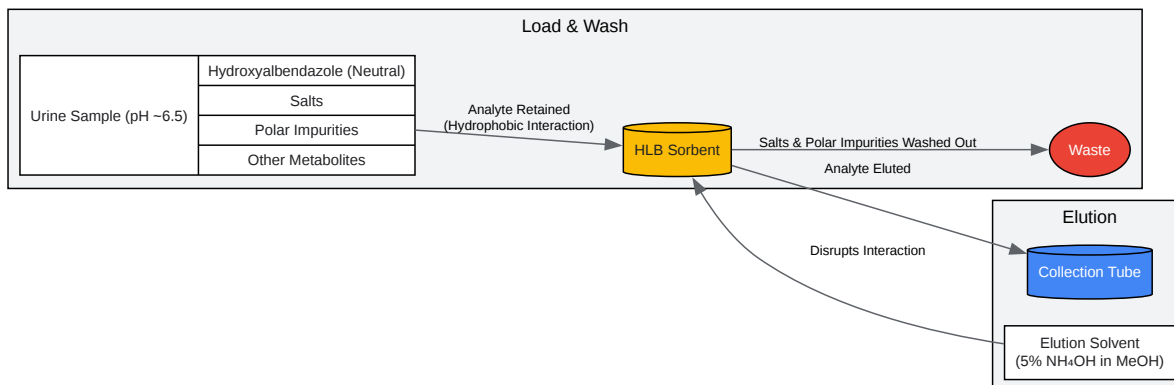 Load & Wash
Urine Sample (pH ~6.5)
Hydroxyalbendazole (Neutral)
Salts
Polar Impurities
Other Metabolites
Analyte Retained
(Hydrophobic Interaction)
HLB Sorbent
Salts & Polar Impurities Washed Out
Waste
Analyte Eluted
Elution
Disrupts Interaction
Collection Tube
Elution Solvent
(5% NH₄OH in MeOH)